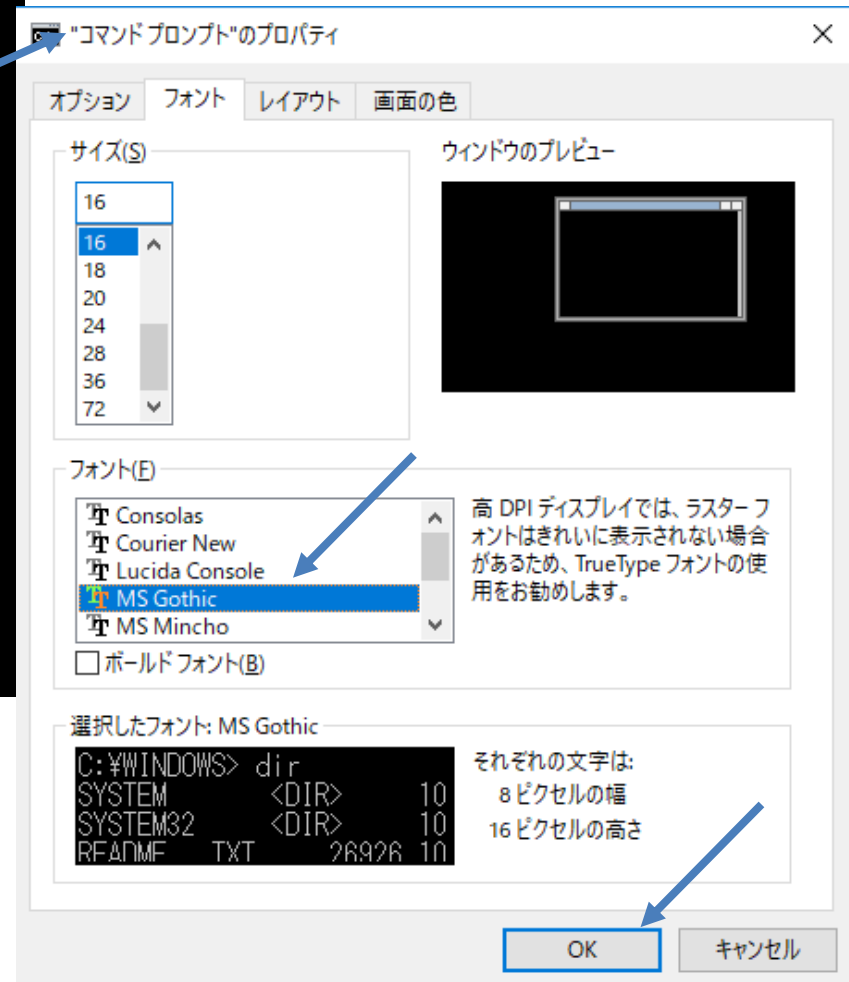 "コマンド プロンプト"のプロパティ
オプション フォント レイアウト 画面の色
サイズ(S)
16
16
18
20
24
28
36
72
ウィンドウのプレビュー
フォント(F)
Consolas
Courier New
Lucida Console
MS Gothic
MS Mincho
ボールド フォント(B)
高 DPI ディスプレイでは、ラスター フ
ォントはきれいに表示されない場合
があるため、TrueType フォントの使
用をお勧めします。
選択したフォント: MS Gothic
C:¥WINDOWS> dir
SYSTEM <DIR> 10
SYSTEM32 <DIR> 10
README TXT 26926 10
それぞれの文字は:
8 ピクセルの幅
16 ピクセルの高さ
OK キャンセル